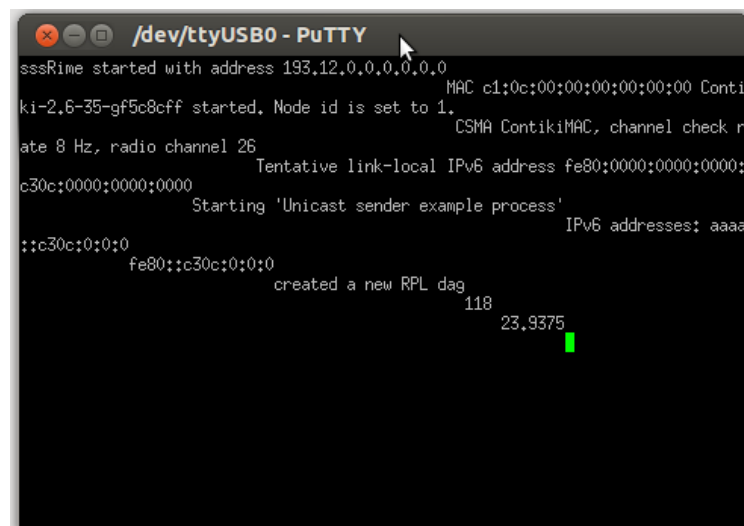 /dev/ttyUSB0 - PuTTY
sssRime started with address 193.12.0.0.0.0.0.0
MAC c1:0c:00:00:00:00:00:00 Conti
ki-2.6-35-gf5c8cff started. Node id is set to 1.
CSMA ContikiMAC, channel check r
ate 8 Hz, radio channel 26
Tentative link-local IPv6 address fe80:0000:0000:0000:
c30c:0000:0000:0000
Starting 'Unicast sender example process'
IPv6 addresses: aaaa
::c30c:0:0:0
fe80::c30c:0:0:0
created a new RPL dag
118
23.9375